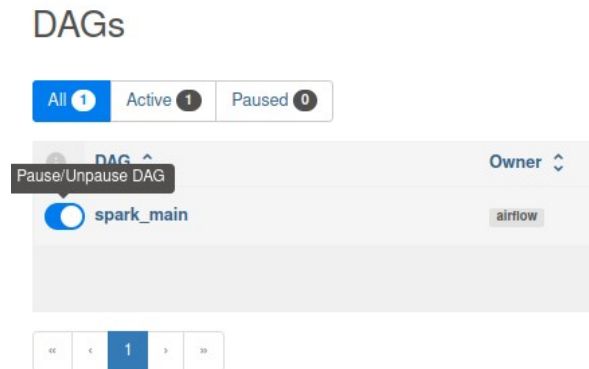 DAGs
All 1 Active 1 Paused 0
DAG Owner
Pause/Unpause DAG
spark_main airflow
« ‹ 1 › »